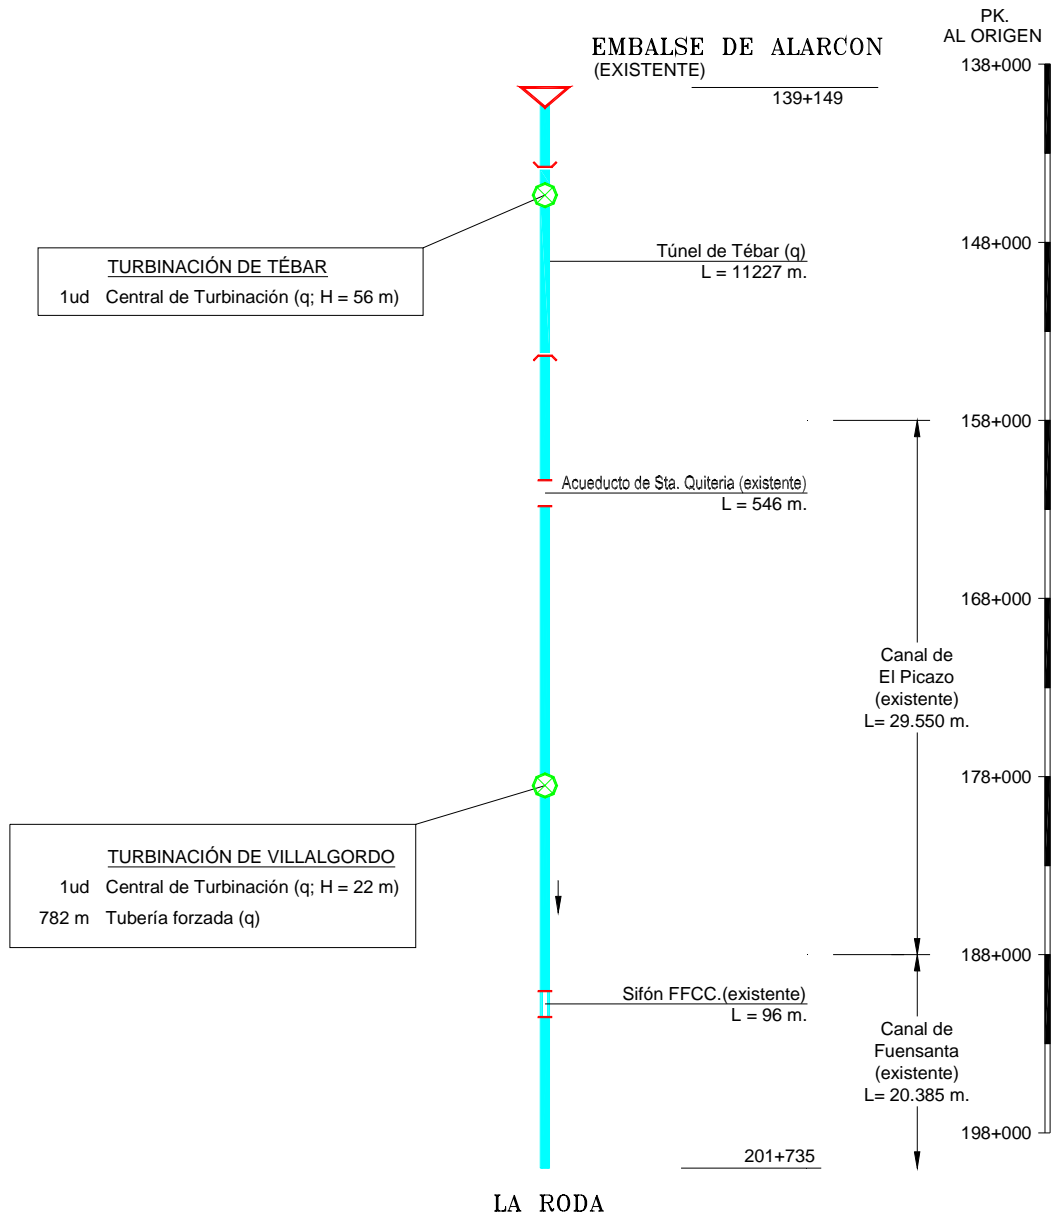 PK.
AL ORIGEN
EMBALSE DE ALARCON
(EXISTENTE)
138+000
139+149
TURBINACIÓN DE TÉBAR
1ud Central de Turbinación (q; H = 56 m)
Túnel de Tébar (q)
L = 11227 m.
148+000
158+000
Acueducto de Sta. Quiteria (existente)
L = 546 m.
168+000
Canal de
El Picazo
(existente)
L= 29.550 m.
178+000
TURBINACIÓN DE VILLALGORDO
1ud Central de Turbinación (q; H = 22 m)
782 m Tubería forzada (q)
188+000
Sifón FFCC.(existente)
L = 96 m.
Canal de
Fuensanta
(existente)
L= 20.385 m.
198+000
201+735
LA RODA